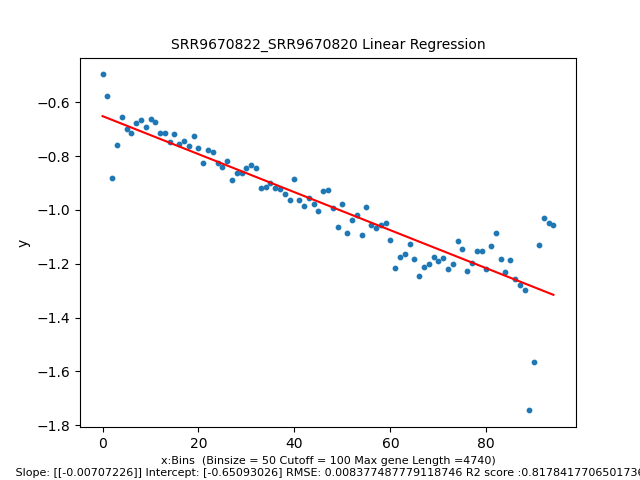 SRR9670822_SRR9670820 Linear Regression
−0.6
−0.8
−1.0
−1.2
−1.4
−1.6
−1.8
y
0 20 40 60 80
x:Bins (Binsize = 50 Cutoff = 100 Max gene Length =4740)
Slope: [[-0.00707226]] Intercept: [-0.65093026] RMSE: 0.008377487779118746 R2 score :0.8178417706501736